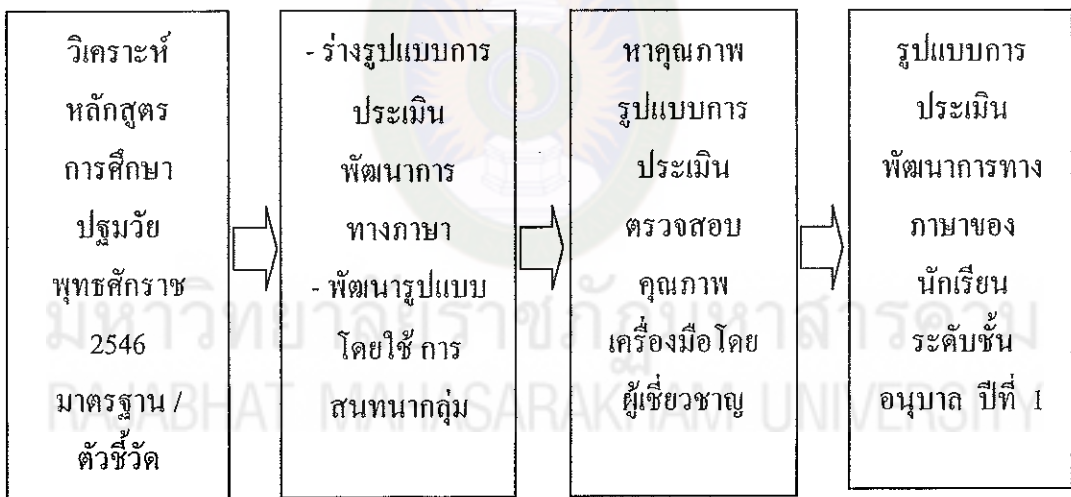 วิเคราะห์
หลักสูตร
การศึกษา
ปฐมวัย
พุทธศักราช
2546
มาตรฐาน /
ตัวชี้วัด
- ร่างรูปแบบการ
ประเมิน
พัฒนาการ
ทางภาษา
- พัฒนารูปแบบ
โดยใช้ การ
สนทนากลุ่ม
หาคุณภาพ
รูปแบบการ
ประเมิน
ตรวจสอบ
คุณภาพ
เครื่องมือโดย
ผู้เชี่ยวชาญ
รูปแบบการ
ประเมิน
พัฒนาการทาง
ภาษาของ
นักเรียน
ระดับชั้น
อนุบาล ปีที่ 1
มหาวิทยาลัยราชภัฏมหาสารคาม
RAJABHAT MAHASARAKHAM UNIVERSITY